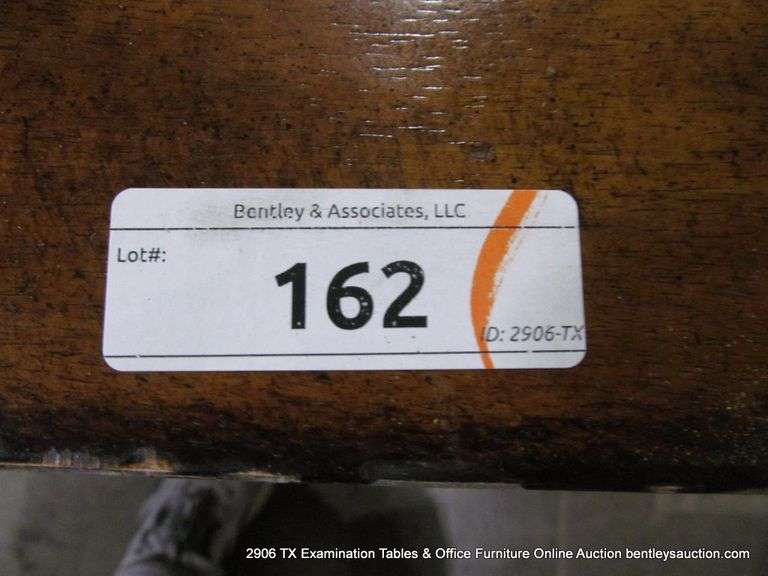 Bentley & Associates, LLC
Lot#:
162
ID: 2906-TX
2906 TX Examination Tables & Office Furniture Online Auction bentleysauction.com